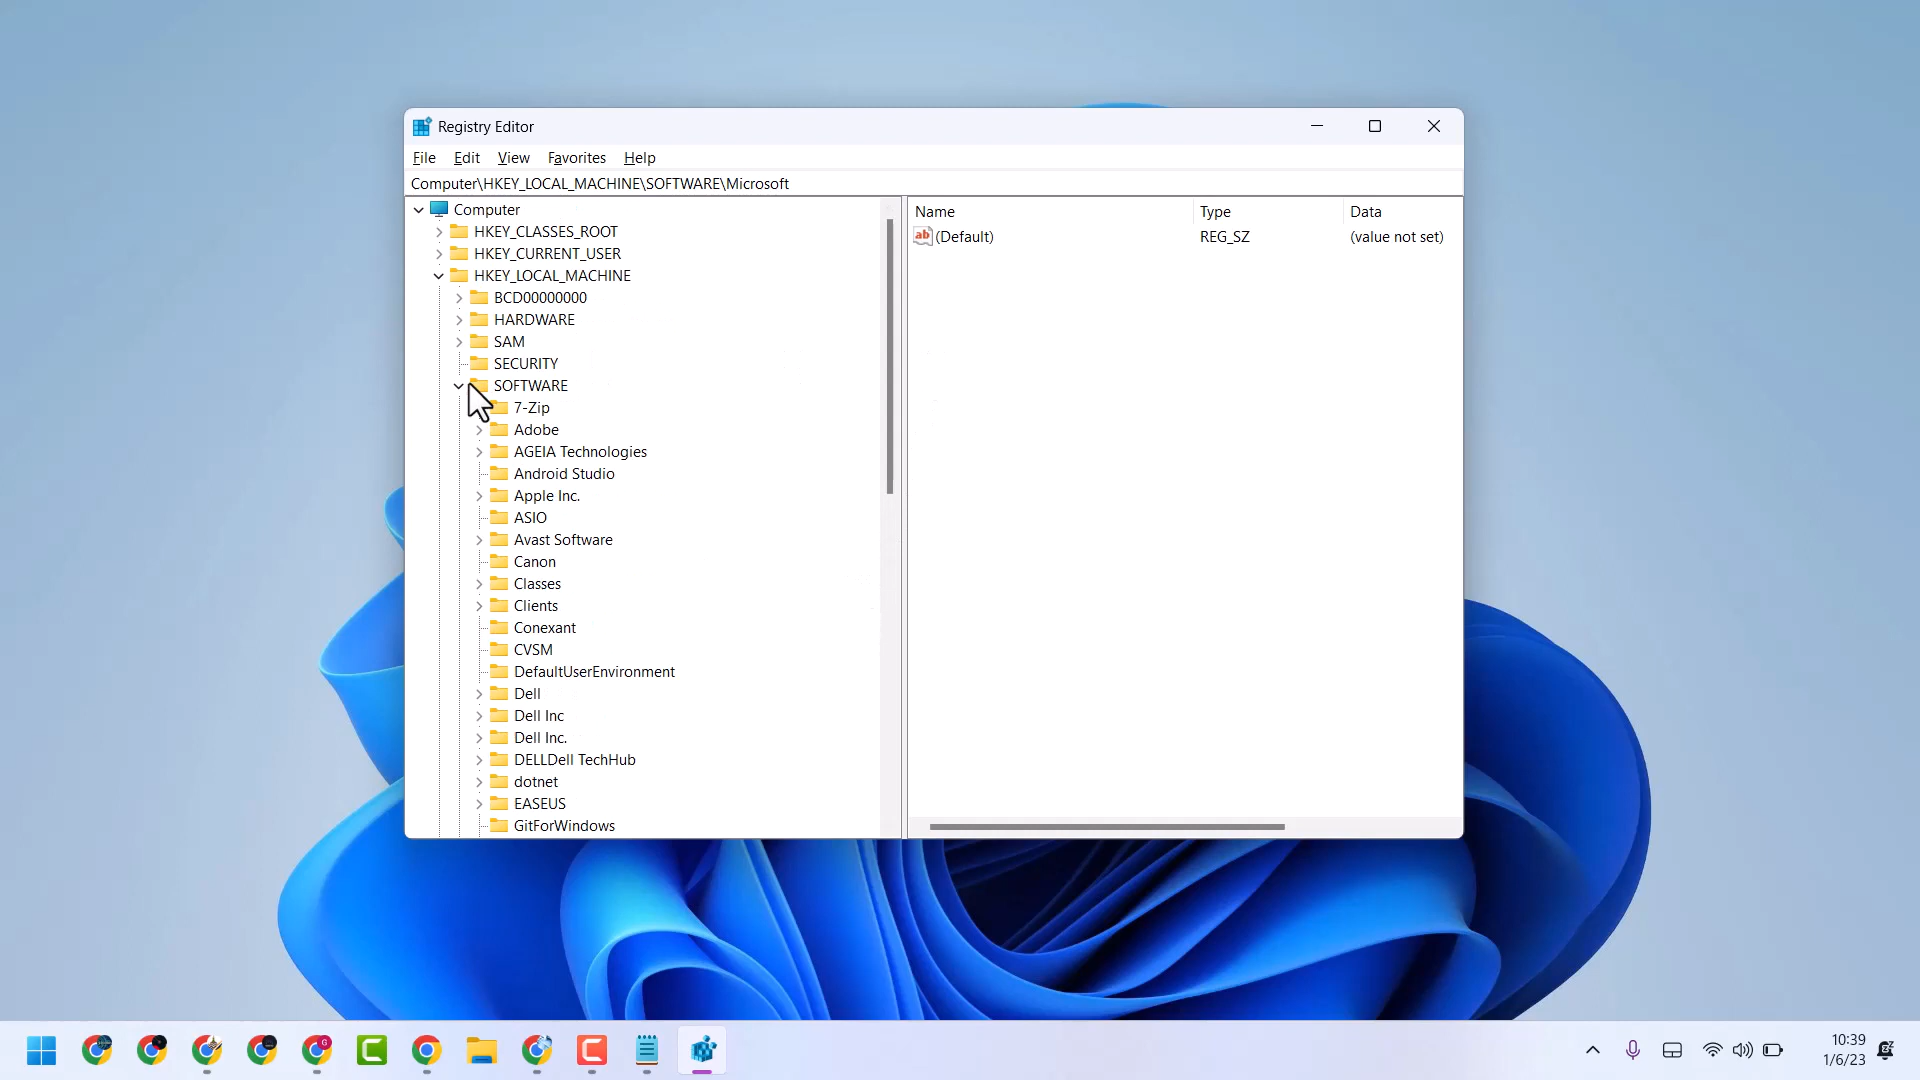 Registry Editor
File Edit View Favorites Help
Computer\HKEY_LOCAL_MACHINE\SOFTWARE\Microsoft
Computer
HKEY_CLASSES_ROOT
HKEY_CURRENT_USER
HKEY_LOCAL_MACHINE
BCD00000000
HARDWARE
SAM
SECURITY
SOFTWARE
7-Zip
Adobe
AGEIA Technologies
Android Studio
Apple Inc.
ASIO
Avast Software
Canon
Classes
Clients
Conexant
CVSM
DefaultUserEnvironment
Dell
Dell Inc
Dell Inc.
DELLDell TechHub
dotnet
EASEUS
GitForWindows
Name Type Data
ab (Default) REG_SZ (value not set)
10:39
1/6/23